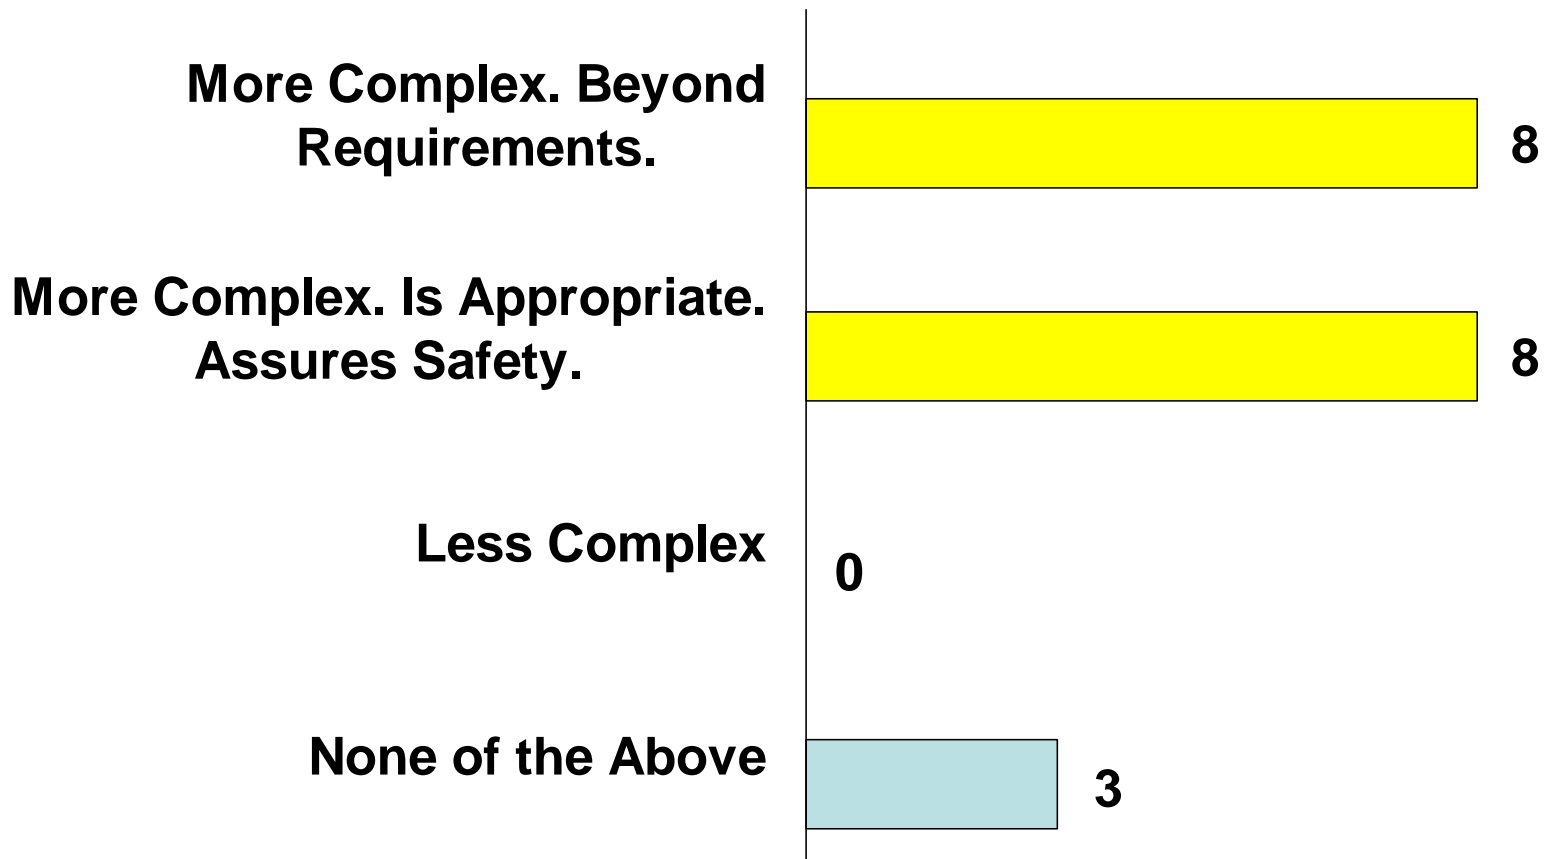 More Complex. Beyond
Requirements.
8
More Complex. Is Appropriate.
Assures Safety.
8
Less Complex
0
None of the Above
3